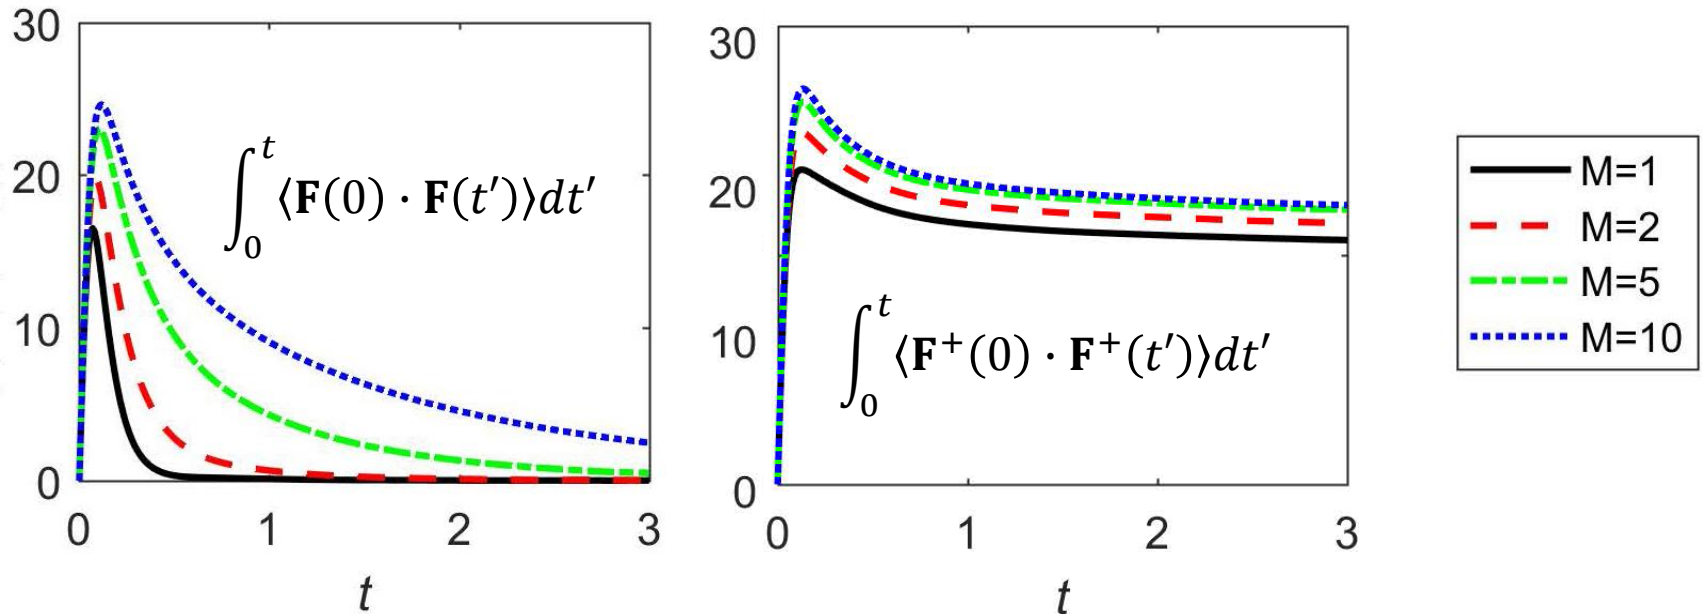 30
20
10
0
0 1 2 3
t
∫₀ᵗ ⟨F(0) · F(t′)⟩dt′
30
20
10
0
0 1 2 3
t
∫₀ᵗ ⟨F⁺(0) · F⁺(t′)⟩dt′
M=1
M=2
M=5
M=10